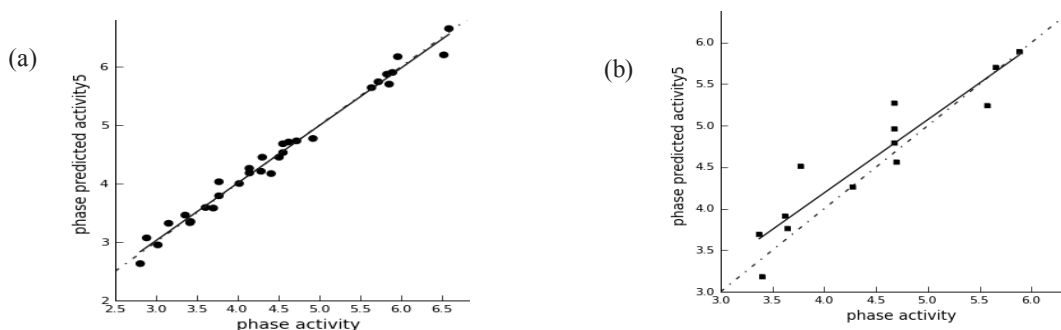 (a)
phase predicted activity5
6
5
4
3
2
2.5 3.0 3.5 4.0 4.5 5.0 5.5 6.0 6.5
phase activity
(b)
phase predicted activity5
6.0
5.5
5.0
4.5
4.0
3.5
3.0
3.0 3.5 4.0 4.5 5.0 5.5 6.0
phase activity